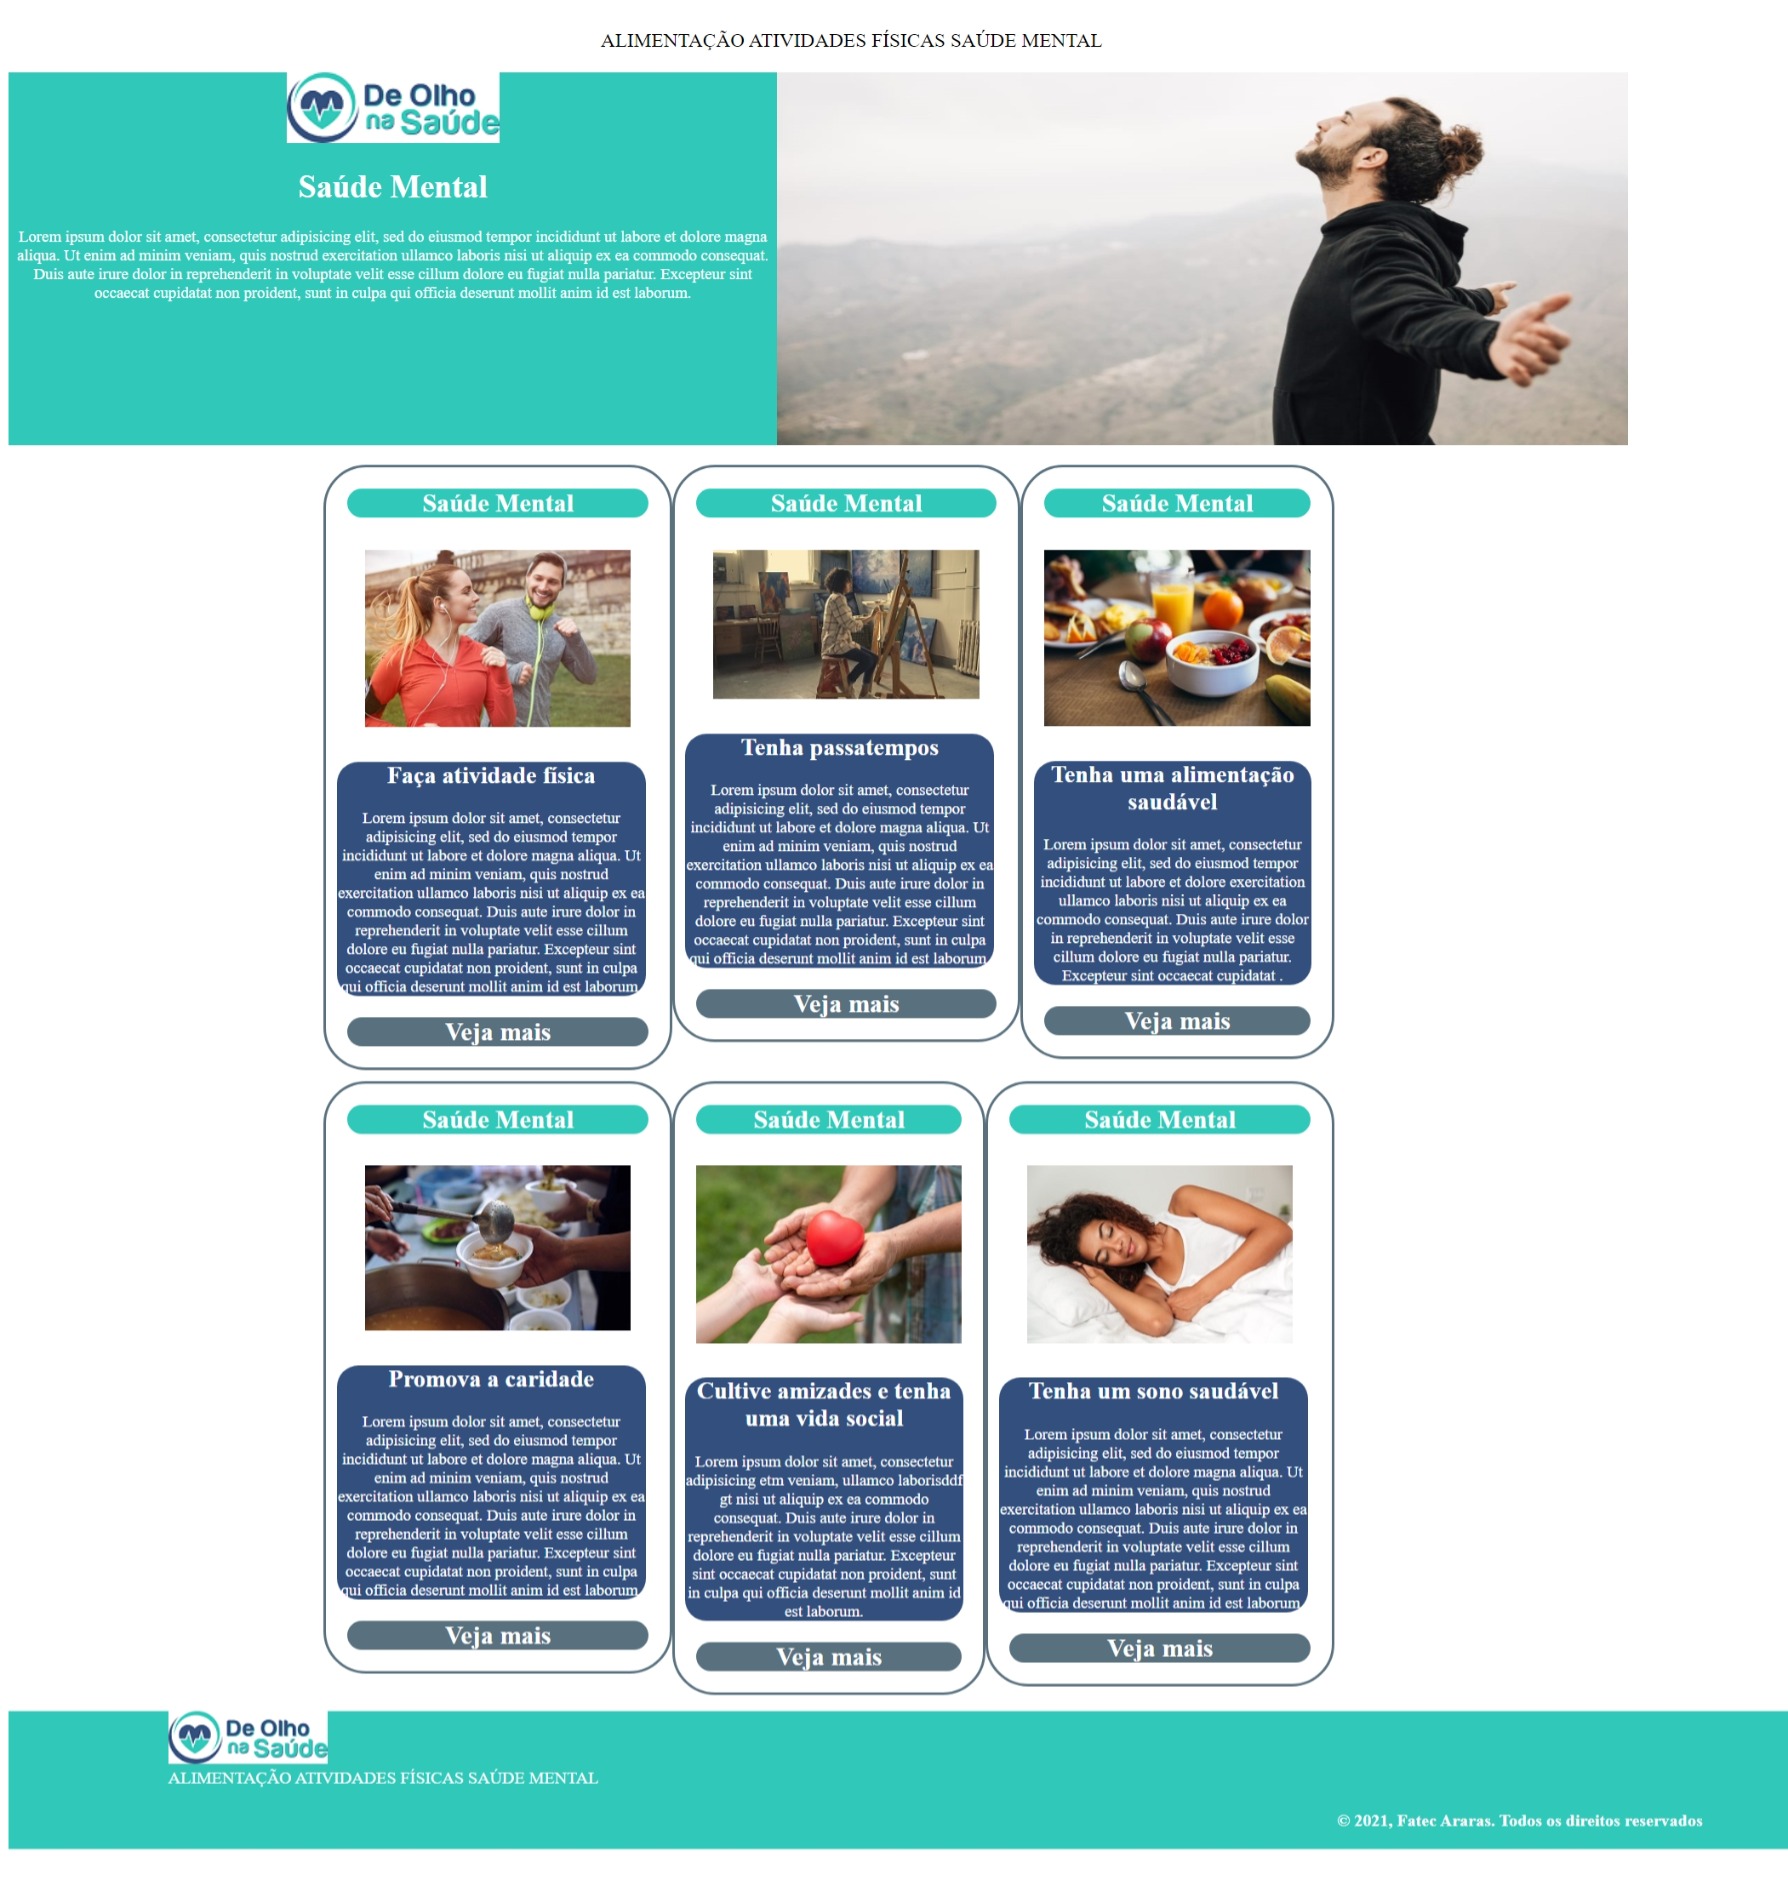 ALIMENTAÇÃO ATIVIDADES FÍSICAS SAÚDE MENTAL
De Olho
na Saúde
Saúde Mental
Lorem ipsum dolor sit amet, consectetur adipisicing elit, sed do eiusmod tempor incididunt ut labore et dolore magna
aliqua. Ut enim ad minim veniam, quis nostrud exercitation ullamco laboris nisi ut aliquip ex ea commodo consequat.
Duis aute irure dolor in reprehenderit in voluptate velit esse cillum dolore eu fugiat nulla pariatur. Excepteur sint
occaecat cupidatat non proident, sunt in culpa qui officia deserunt mollit anim id est laborum.
Saúde Mental
Faça atividade física
Lorem ipsum dolor sit amet, consectetur
adipisicing elit, sed do eiusmod tempor
incididunt ut labore et dolore magna aliqua. Ut
enim ad minim veniam, quis nostrud
exercitation ullamco laboris nisi ut aliquip ex ea
commodo consequat. Duis aute irure dolor in
reprehenderit in voluptate velit esse cillum
dolore eu fugiat nulla pariatur. Excepteur sint
occaecat cupidatat non proident, sunt in culpa
qui officia deserunt mollit anim id est laborum.
Veja mais
Saúde Mental
Tenha passatempos
Lorem ipsum dolor sit amet, consectetur
adipisicing elit, sed do eiusmod tempor
incididunt ut labore et dolore magna aliqua. Ut
enim ad minim veniam, quis nostrud
exercitation ullamco laboris nisi ut aliquip ex ea
commodo consequat. Duis aute irure dolor in
reprehenderit in voluptate velit esse cillum
dolore eu fugiat nulla pariatur. Excepteur sint
occaecat cupidatat non proident, sunt in culpa
qui officia deserunt mollit anim id est laborum.
Veja mais
Saúde Mental
Tenha uma alimentação
saudável
Lorem ipsum dolor sit amet, consectetur
adipisicing elit, sed do eiusmod tempor
incididunt ut labore et dolore exercitation
ullamco laboris nisi ut aliquip ex ea
commodo consequat. Duis aute irure dolor
in reprehenderit in voluptate velit esse
cillum dolore eu fugiat nulla pariatur.
Excepteur sint occaecat cupidatat .
Veja mais
Saúde Mental
Promova a caridade
Lorem ipsum dolor sit amet, consectetur
adipisicing elit, sed do eiusmod tempor
incididunt ut labore et dolore magna aliqua. Ut
enim ad minim veniam, quis nostrud
exercitation ullamco laboris nisi ut aliquip ex ea
commodo consequat. Duis aute irure dolor in
reprehenderit in voluptate velit esse cillum
dolore eu fugiat nulla pariatur. Excepteur sint
occaecat cupidatat non proident, sunt in culpa
qui officia deserunt mollit anim id est laborum.
Veja mais
Saúde Mental
Cultive amizades e tenha
uma vida social
Lorem ipsum dolor sit amet, consectetur
adipisicing etm veniam, ullamco laborisddf
gt nisi ut aliquip ex ea commodo
consequat. Duis aute irure dolor in
reprehenderit in voluptate velit esse cillum
dolore eu fugiat nulla pariatur. Excepteur
sint occaecat cupidatat non proident, sunt
in culpa qui officia deserunt mollit anim id
est laborum.
Veja mais
Saúde Mental
Tenha um sono saudável
Lorem ipsum dolor sit amet, consectetur
adipisicing elit, sed do eiusmod tempor
incididunt ut labore et dolore magna aliqua. Ut
enim ad minim veniam, quis nostrud
exercitation ullamco laboris nisi ut aliquip ex ea
commodo consequat. Duis aute irure dolor in
reprehenderit in voluptate velit esse cillum
dolore eu fugiat nulla pariatur. Excepteur sint
occaecat cupidatat non proident, sunt in culpa
qui officia deserunt mollit anim id est laborum.
Veja mais
De Olho
na Saúde
ALIMENTAÇÃO ATIVIDADES FÍSICAS SAÚDE MENTAL
© 2021, Fatec Araras. Todos os direitos reservados